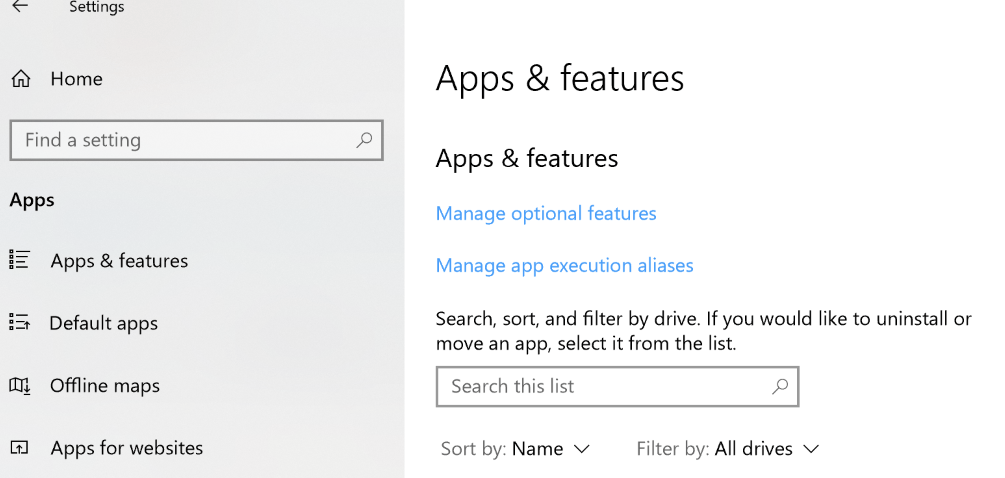 Settings
Home
Find a setting
Apps
Apps & features
Default apps
Offline maps
Apps for websites
Apps & features
Apps & features
Manage optional features
Manage app execution aliases
Search, sort, and filter by drive. If you would like to uninstall or
move an app, select it from the list.
Search this list
Sort by: Name Filter by: All drives